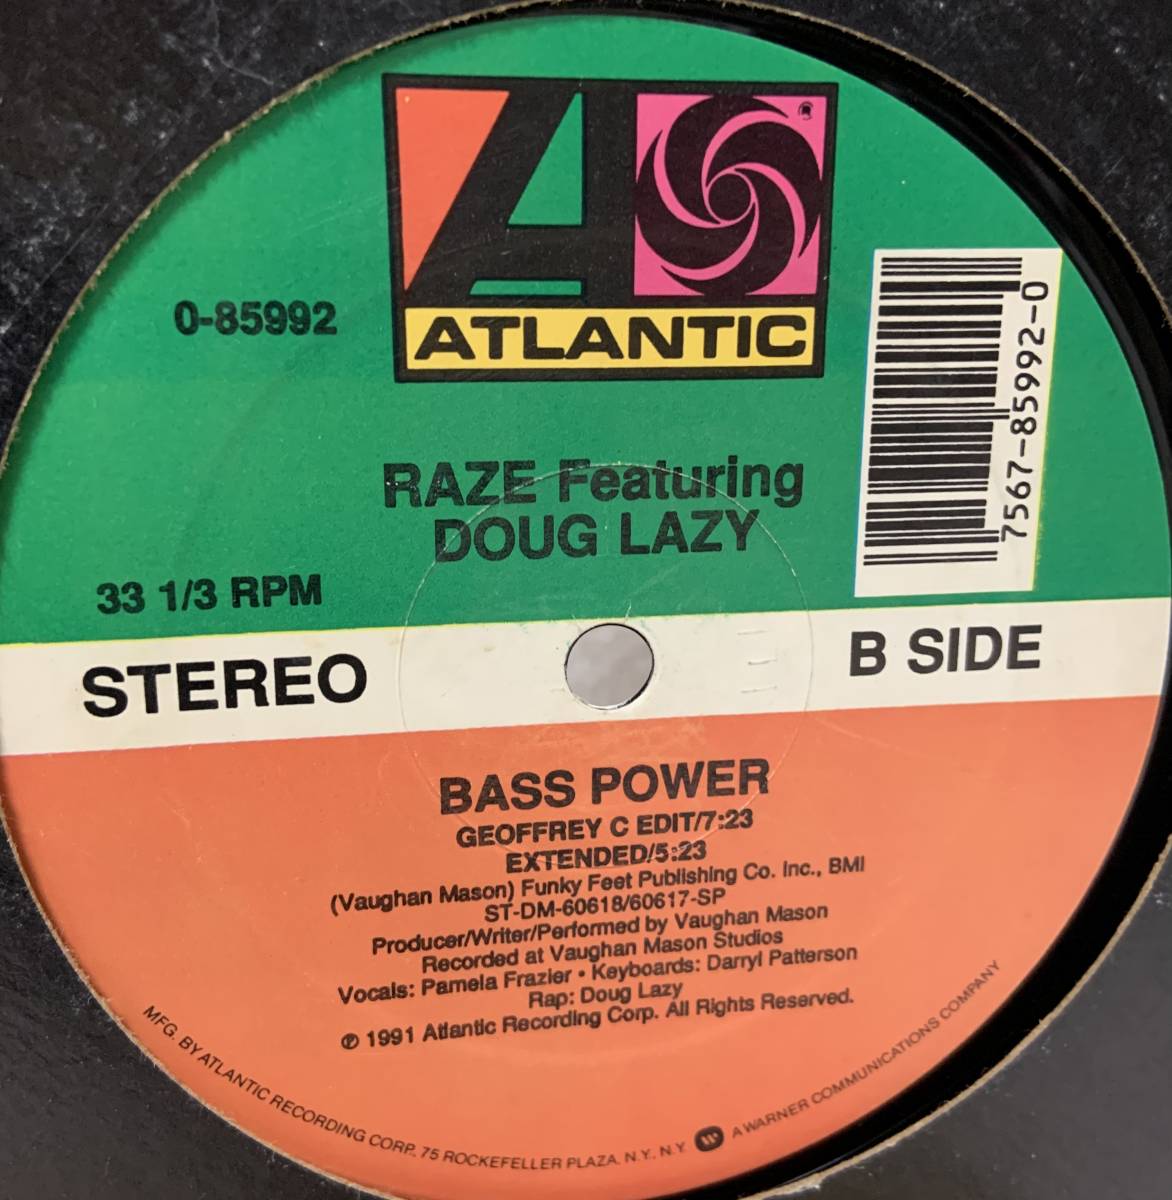 ATLANTIC
0-85992
7567-85992-0
RAZE Featuring
DOUG LAZY
33 1/3 RPM
STEREO
B SIDE
BASS POWER
GEOFFREY C EDIT/7:23
EXTENDED/5:23
(Vaughan Mason) Funky Feet Publishing Co. Inc., BMI
ST-DM-60618/60617-SP
Producer/Writer/Performed by Vaughan Mason
Recorded at Vaughan Mason Studios
Vocals: Pamela Frazier • Keyboards: Darryl Patterson
Rap: Doug Lazy
℗ 1991 Atlantic Recording Corp. All Rights Reserved.
MFG. BY ATLANTIC RECORDING CORP., 75 ROCKEFELLER PLAZA, N.Y., N.Y. A WARNER COMMUNICATIONS COMPANY